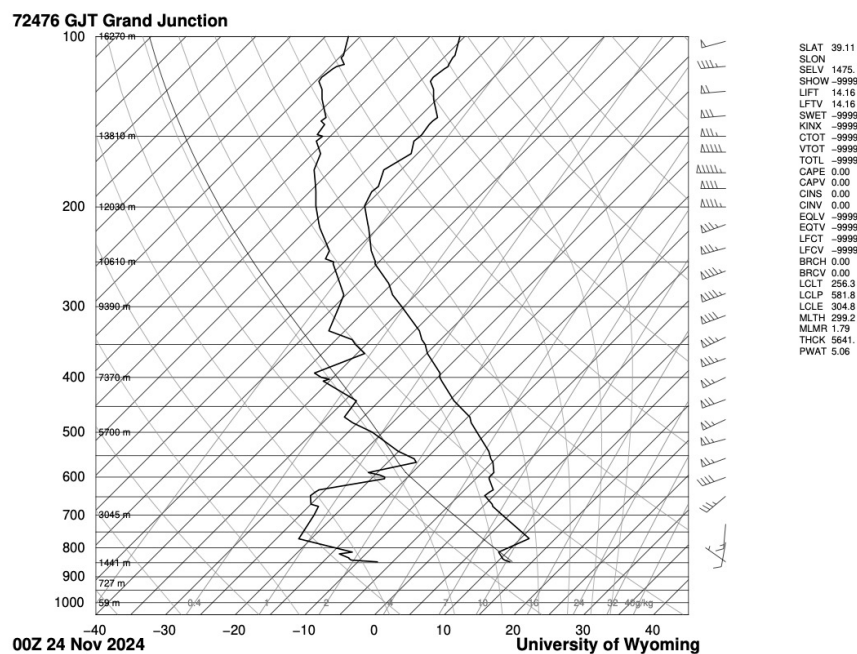 72476 GJT Grand Junction
100
16270 m
13810 m
200
12030 m
10610 m
300
9390 m
400
7370 m
500
5700 m
600
700
3045 m
800
1441 m
900
727 m
1000
59 m
0.4 1 2 4 7 10 16 24 32 40g/kg
-40 -30 -20 -10 0 10 20 30 40
00Z 24 Nov 2024
University of Wyoming
SLAT 39.11
SLON
SELV 1475.
SHOW -9999
LIFT 14.16
LFTV 14.16
SWET -9999
KINX -9999
CTOT -9999
VTOT -9999
TOTL -9999
CAPE 0.00
CAPV 0.00
CINS 0.00
CINV 0.00
EQLV -9999
EQTV -9999
LFCT -9999
LFCV -9999
BRCH 0.00
BRCV 0.00
LCLT 256.3
LCLP 581.8
LCLE 304.8
MLTH 299.2
MLMR 1.79
THCK 5641.
PWAT 5.06